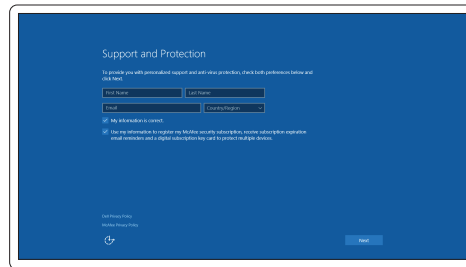 Support and Protection
To provide you with personalized support and anti-virus protection, check both preferences below and
click Next.
First Name Last Name
Email Country/Region
My information is correct.
Use my information to register my McAfee security subscription, receive subscription expiration
email reminders and a digital subscription key card to protect multiple devices.
Dell Privacy Policy
McAfee Privacy Policy
Next